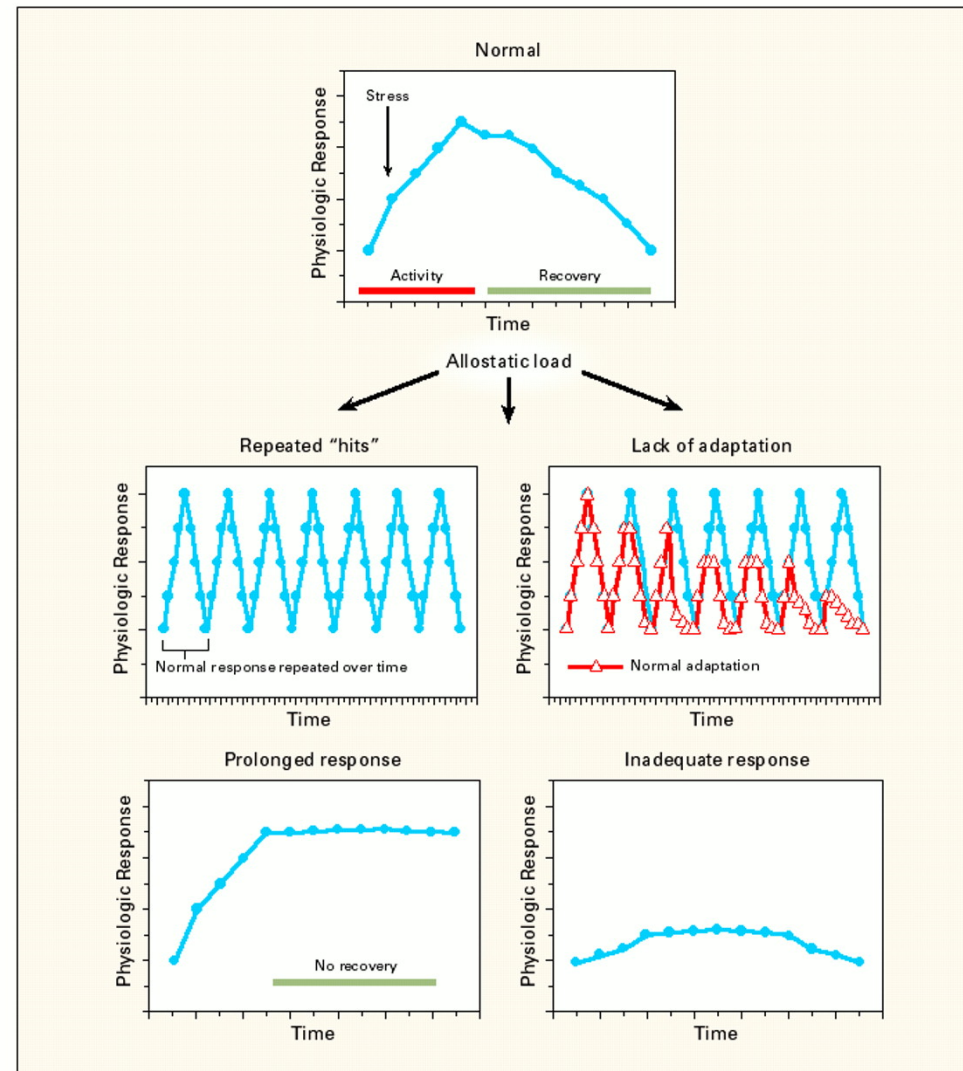 Normal
Stress
Physiologic Response
Activity
Recovery
Time
Allostatic load
Repeated “hits”
Physiologic Response
Normal response repeated over time
Time
Lack of adaptation
Physiologic Response
Normal adaptation
Time
Prolonged response
Physiologic Response
No recovery
Time
Inadequate response
Physiologic Response
Time